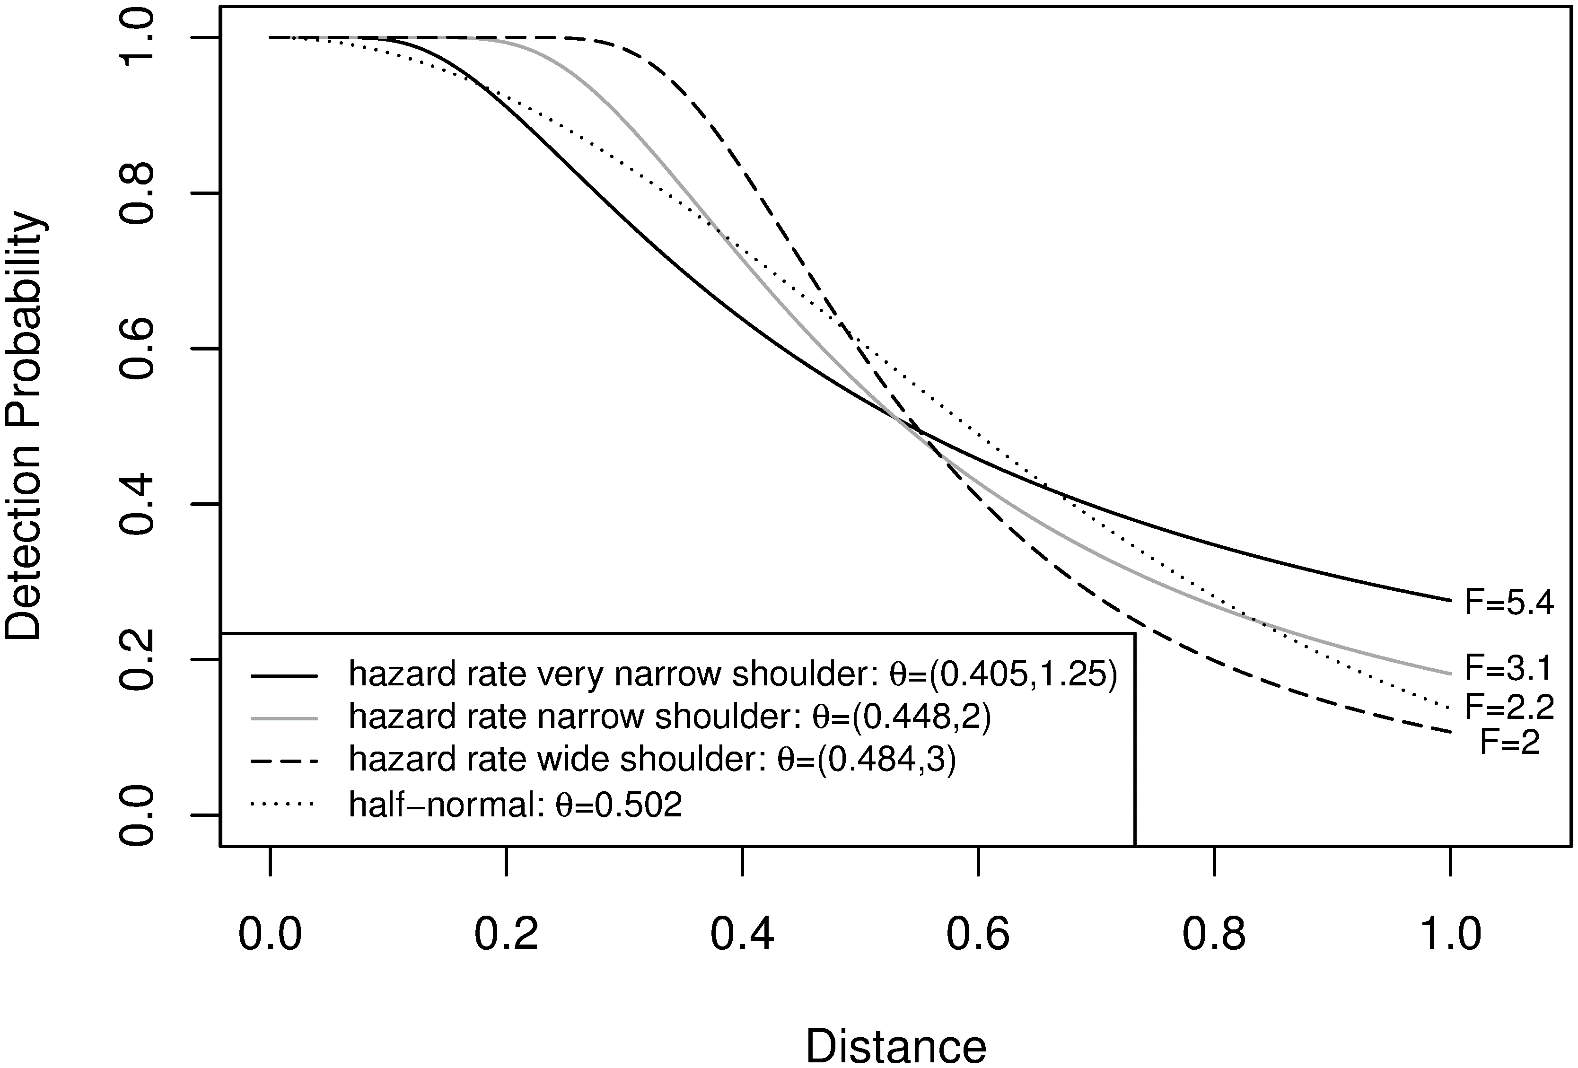 Detection Probability
1.0
0.8
0.6
0.4
0.2
0.0
F=5.4
F=3.1
F=2.2
F=2
hazard rate very narrow shoulder: θ=(0.405,1.25)
hazard rate narrow shoulder: θ=(0.448,2)
hazard rate wide shoulder: θ=(0.484,3)
half−normal: θ=0.502
0.0 0.2 0.4 0.6 0.8 1.0
Distance